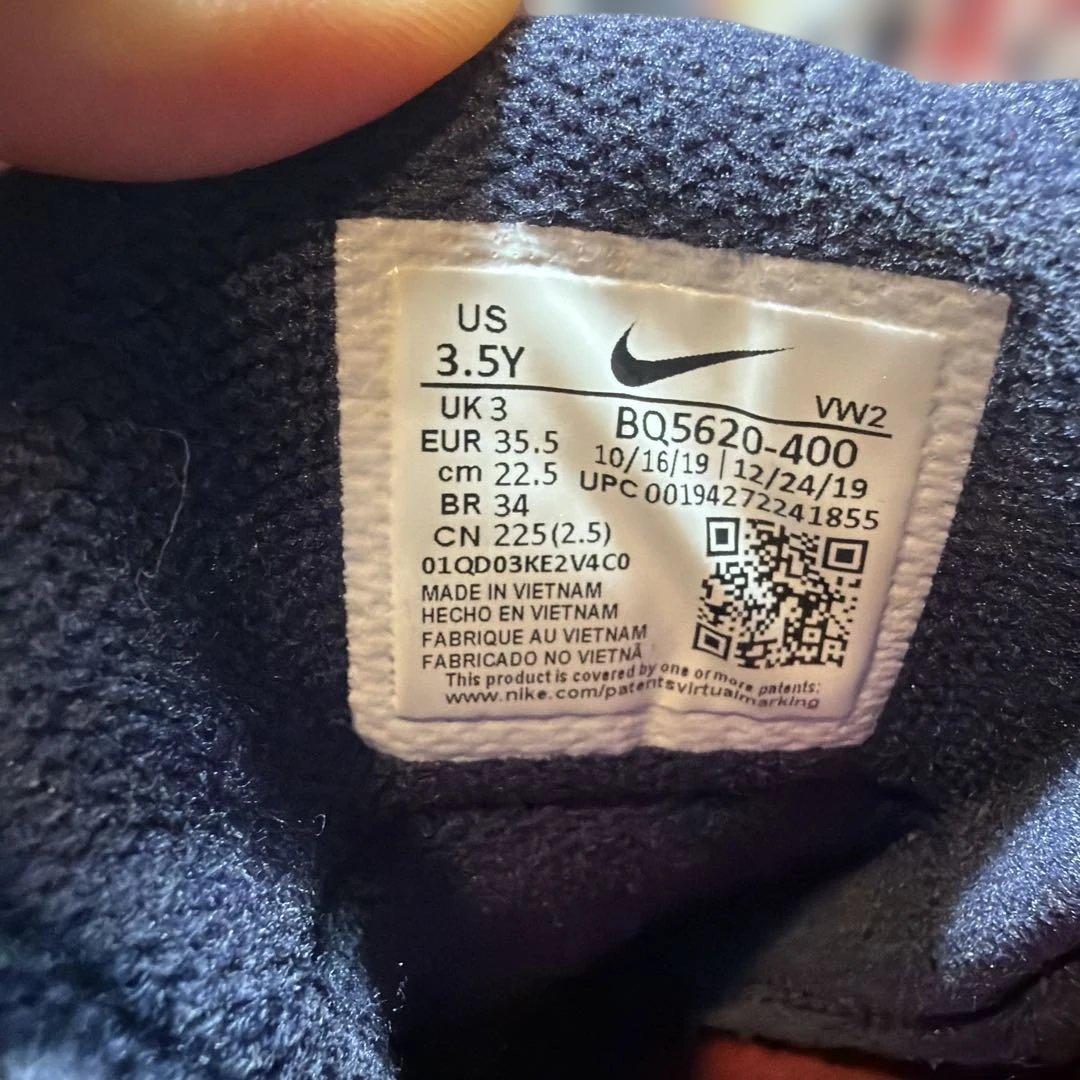 US
3.5Y
VW2
UK 3
BQ5620-400
EUR 35.5
10/16/19 | 12/24/19
cm 22.5
UPC 00194272241855
BR 34
CN 225(2.5)
01QD03KE2V4C0
MADE IN VIETNAM
HECHO EN VIETNAM
FABRIQUE AU VIETNAM
FABRICADO NO VIETNÃ
This product is covered by one or more patents:
www.nike.com/patentsvirtualmarking